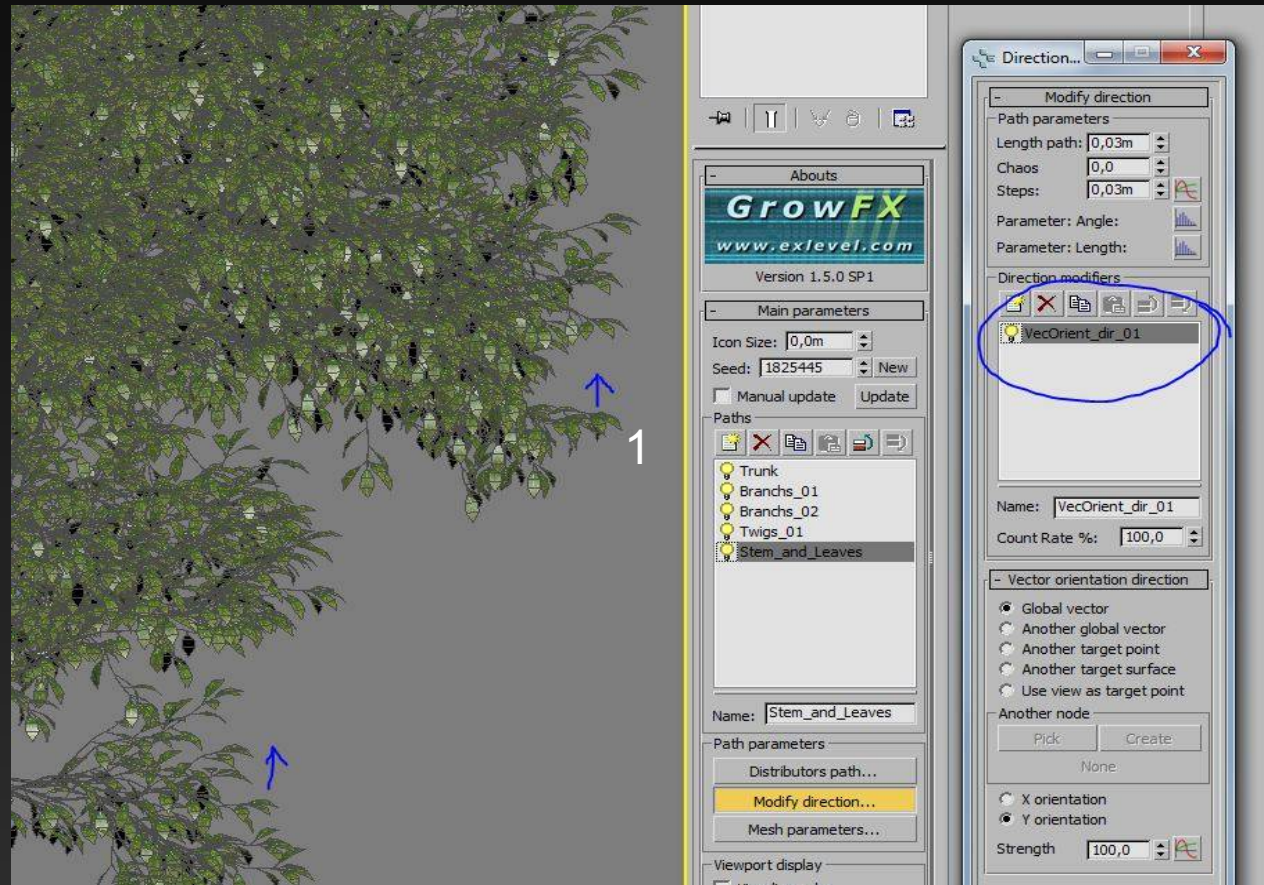 1
Abouts
GrowFX
www.exlevel.com
Version 1.5.0 SP1
Main parameters
Icon Size: 0,0m
Seed: 1825445 New
Manual update Update
Paths
Trunk
Branchs_01
Branchs_02
Twigs_01
Stem_and_Leaves
Name: Stem_and_Leaves
Path parameters
Distributors path...
Modify direction...
Mesh parameters...
Viewport display
Direction...
Modify direction
Path parameters
Length path: 0,03m
Chaos 0,0
Steps: 0,03m
Parameter: Angle:
Parameter: Length:
Direction modifiers
VecOrient_dir_01
Name: VecOrient_dir_01
Count Rate %: 100,0
Vector orientation direction
Global vector
Another global vector
Another target point
Another target surface
Use view as target point
Another node
Pick Create
None
X orientation
Y orientation
Strength 100,0